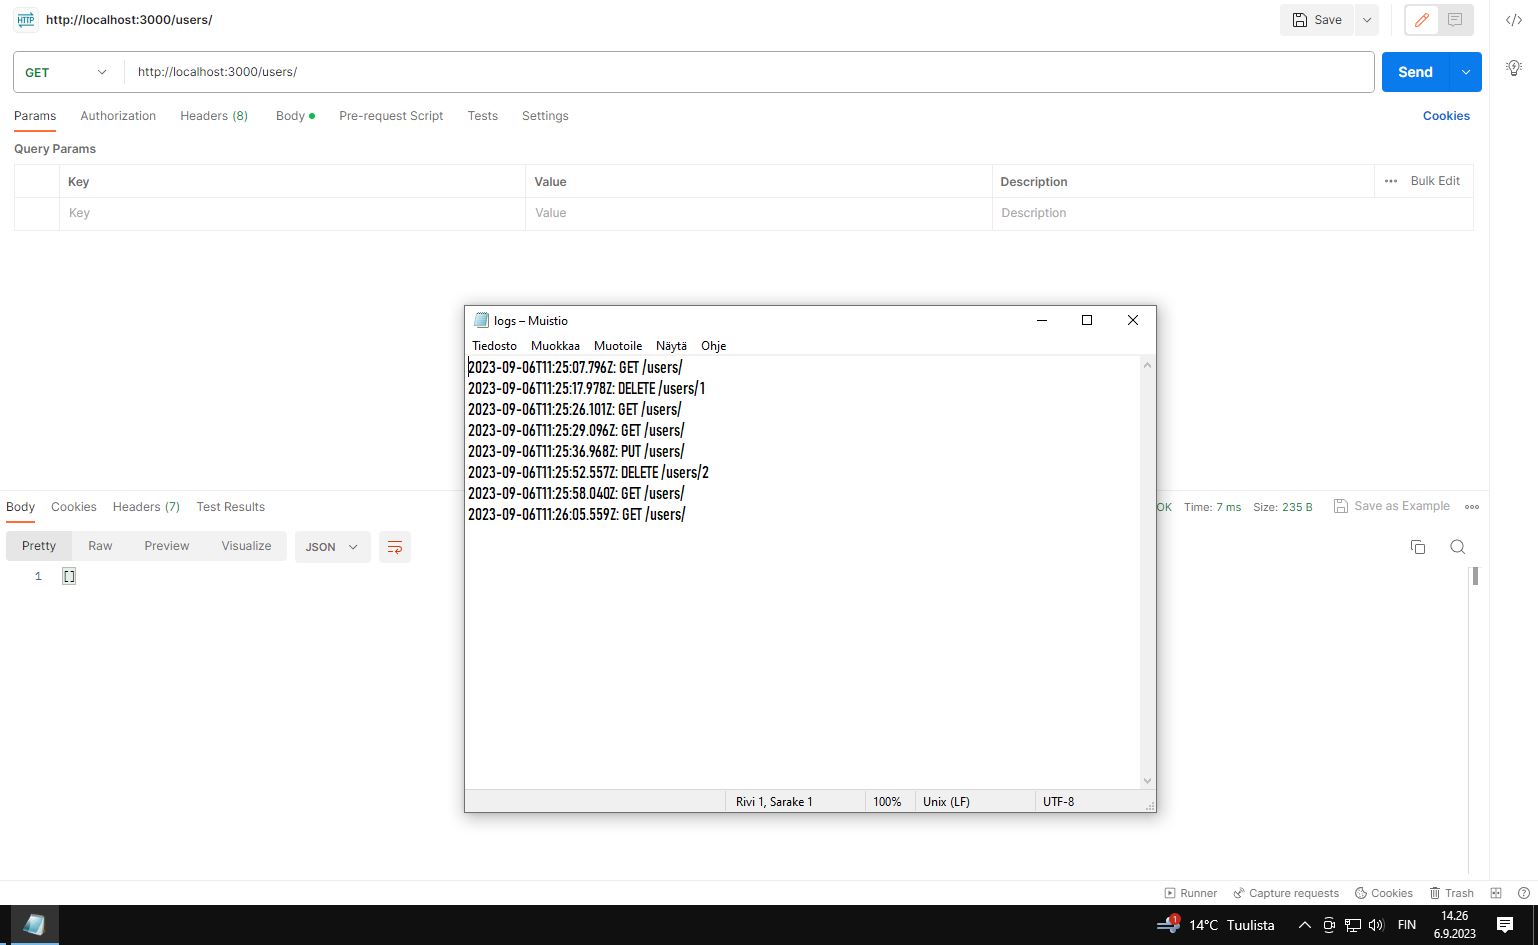 HTTP http://localhost:3000/users/ Save
GET http://localhost:3000/users/ Send
Params Authorization Headers (8) Body Pre-request Script Tests Settings Cookies
Query Params
Key Value Description ••• Bulk Edit
Key Value Description
logs – Muistio
Tiedosto Muokkaa Muotoile Näytä Ohje
2023-09-06T11:25:07.796Z: GET /users/
2023-09-06T11:25:17.978Z: DELETE /users/1
2023-09-06T11:25:26.101Z: GET /users/
2023-09-06T11:25:29.096Z: GET /users/
2023-09-06T11:25:36.968Z: PUT /users/
2023-09-06T11:25:52.557Z: DELETE /users/2
2023-09-06T11:25:58.040Z: GET /users/
2023-09-06T11:26:05.559Z: GET /users/
Rivi 1, Sarake 1 100% Unix (LF) UTF-8
Body Cookies Headers (7) Test Results OK Time: 7 ms Size: 235 B Save as Example
Pretty Raw Preview Visualize JSON
1 []
Runner Capture requests Cookies Trash
1 14°C Tuulista FIN 14.26
6.9.2023